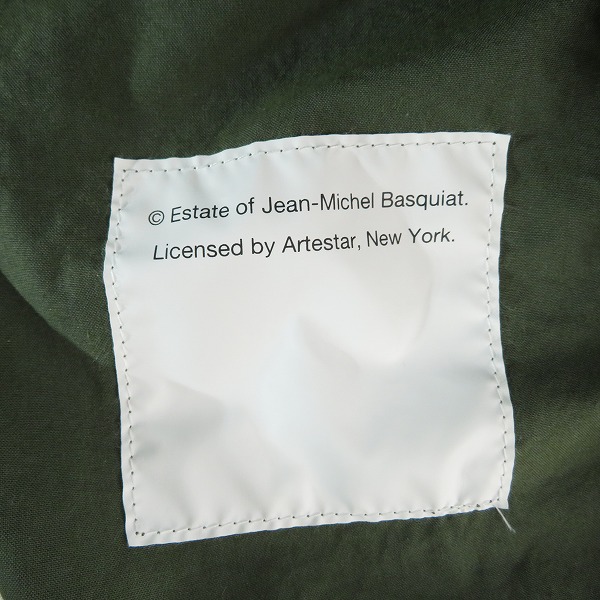 © Estate of Jean-Michel Basquiat.
Licensed by Artestar, New York.